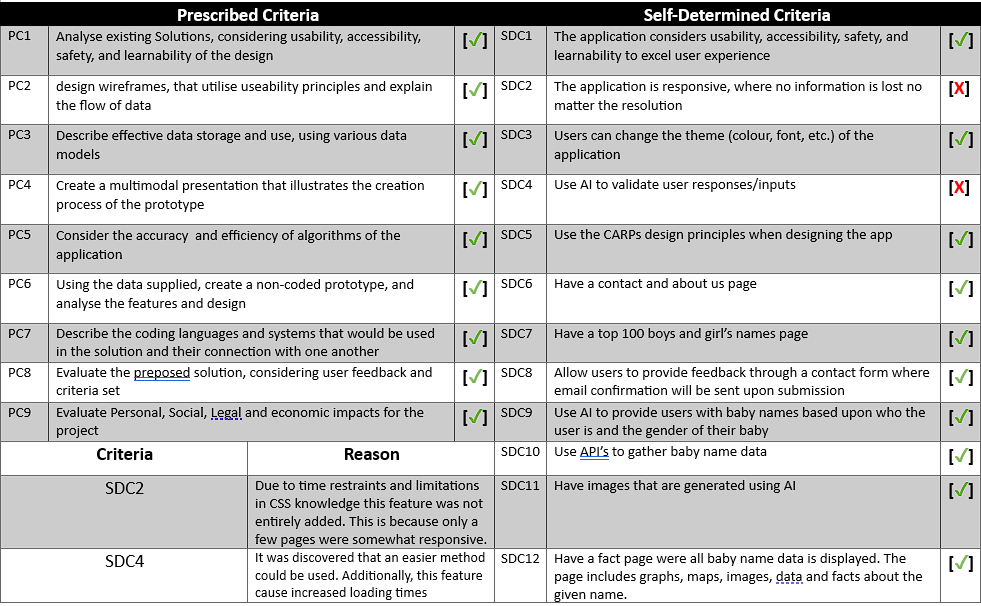 Prescribed Criteria
Self-Determined Criteria
PC1 Analyse existing Solutions, considering usability, accessibility,
safety, and learnability of the design [✓]
PC2 design wireframes, that utilise useability principles and explain
the flow of data [✓]
PC3 Describe effective data storage and use, using various data
models [✓]
PC4 Create a multimodal presentation that illustrates the creation
process of the prototype [✓]
PC5 Consider the accuracy and efficiency of algorithms of the
application [✓]
PC6 Using the data supplied, create a non-coded prototype, and
analyse the features and design [✓]
PC7 Describe the coding languages and systems that would be used
in the solution and their connection with one another [✓]
PC8 Evaluate the preposed solution, considering user feedback and
criteria set [✓]
PC9 Evaluate Personal, Social, Legal and economic impacts for the
project [✓]
Criteria Reason
SDC2 Due to time restraints and limitations
in CSS knowledge this feature was not
entirely added. This is because only a
few pages were somewhat responsive.
SDC4 It was discovered that an easier method
could be used. Additionally, this feature
cause increased loading times
SDC1 The application considers usability, accessibility, safety, and
learnability to excel user experience [✓]
SDC2 The application is responsive, where no information is lost no
matter the resolution [X]
SDC3 Users can change the theme (colour, font, etc.) of the
application [✓]
SDC4 Use AI to validate user responses/inputs [X]
SDC5 Use the CARPs design principles when designing the app [✓]
SDC6 Have a contact and about us page [✓]
SDC7 Have a top 100 boys and girl's names page [✓]
SDC8 Allow users to provide feedback through a contact form where
email confirmation will be sent upon submission [✓]
SDC9 Use AI to provide users with baby names based upon who the
user is and the gender of their baby [✓]
SDC10 Use API's to gather baby name data [✓]
SDC11 Have images that are generated using AI [✓]
SDC12 Have a fact page were all baby name data is displayed. The
page includes graphs, maps, images, data and facts about the
given name. [✓]